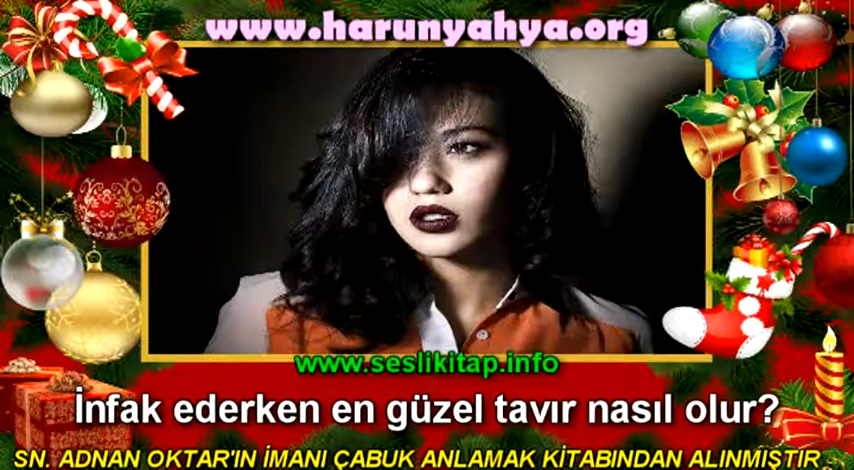 www.harunyahya.org
www.seslikitap.info
İnfak ederken en güzel tavır nasıl olur?
SN. ADNAN OKTAR'IN İMANI ÇABUK ANLAMAK KİTABINDAN ALINMIŞTIR